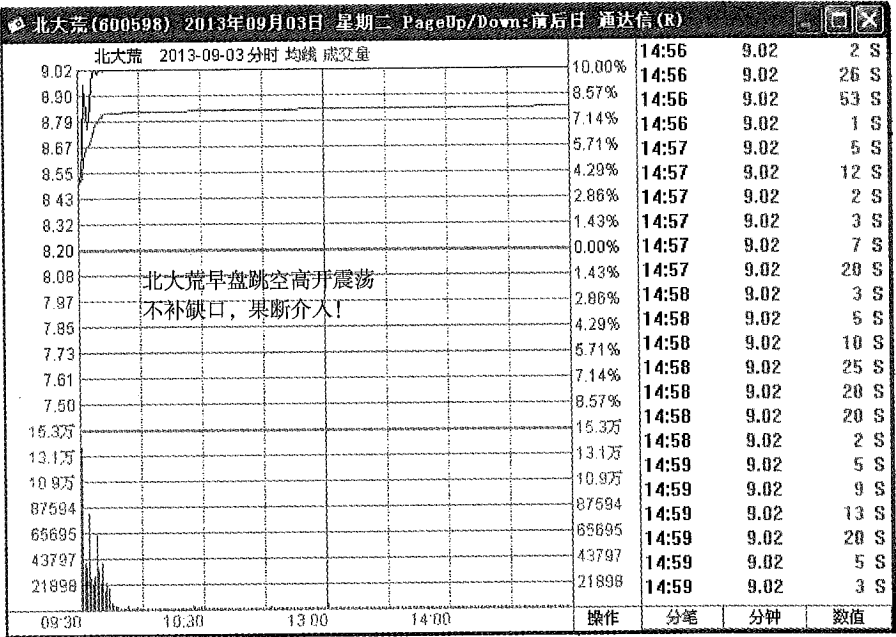 北大荒(600598) 2013年09月03日 星期二 PageUp/Down:前后日 通达信(R)
北大荒 2013-09-03 分时 均线 成交量
9.02 10.00%
8.90 8.57%
8.79 7.14%
8.67 5.71%
8.55 4.29%
8.43 2.86%
8.32 1.43%
8.20 0.00%
8.08 1.43%
7.97 2.86%
7.85 4.29%
7.73 5.71%
7.61 7.14%
7.50 8.57%
15.3万 15.3万
13.1万 13.1万
10.9万 10.9万
87594 87594
65695 65695
43797 43797
21898 21898
北大荒早盘跳空高开震荡
不补缺口，果断介入！
09:30 10:30 13:00 14:00 操作
14:56 9.02 2 S
14:56 9.02 26 S
14:56 9.02 53 S
14:56 9.02 1 S
14:57 9.02 5 S
14:57 9.02 12 S
14:57 9.02 2 S
14:57 9.02 3 S
14:57 9.02 7 S
14:57 9.02 20 S
14:58 9.02 3 S
14:58 9.02 5 S
14:58 9.02 10 S
14:58 9.02 25 S
14:58 9.02 20 S
14:58 9.02 20 S
14:58 9.02 2 S
14:59 9.02 5 S
14:59 9.02 9 S
14:59 9.02 13 S
14:59 9.02 20 S
14:59 9.02 5 S
14:59 9.02 3 S
分笔 分钟 数值